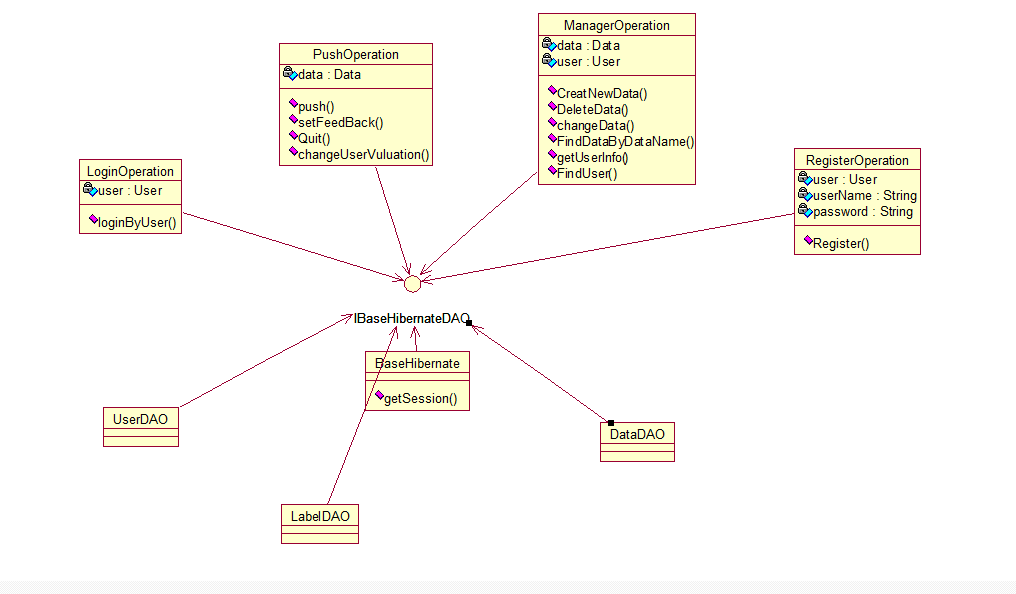 ManagerOperation
data : Data
user : User
CreatNewData()
DeleteData()
changeData()
FindDataByDataName()
getUserInfo()
FindUser()
PushOperation
data : Data
push()
setFeedBack()
Quit()
changeUserVuluation()
LoginOperation
user : User
loginByUser()
RegisterOperation
user : User
userName : String
password : String
Register()
IBaseHibernateDAO
BaseHibernate
getSession()
UserDAO
DataDAO
LabelDAO